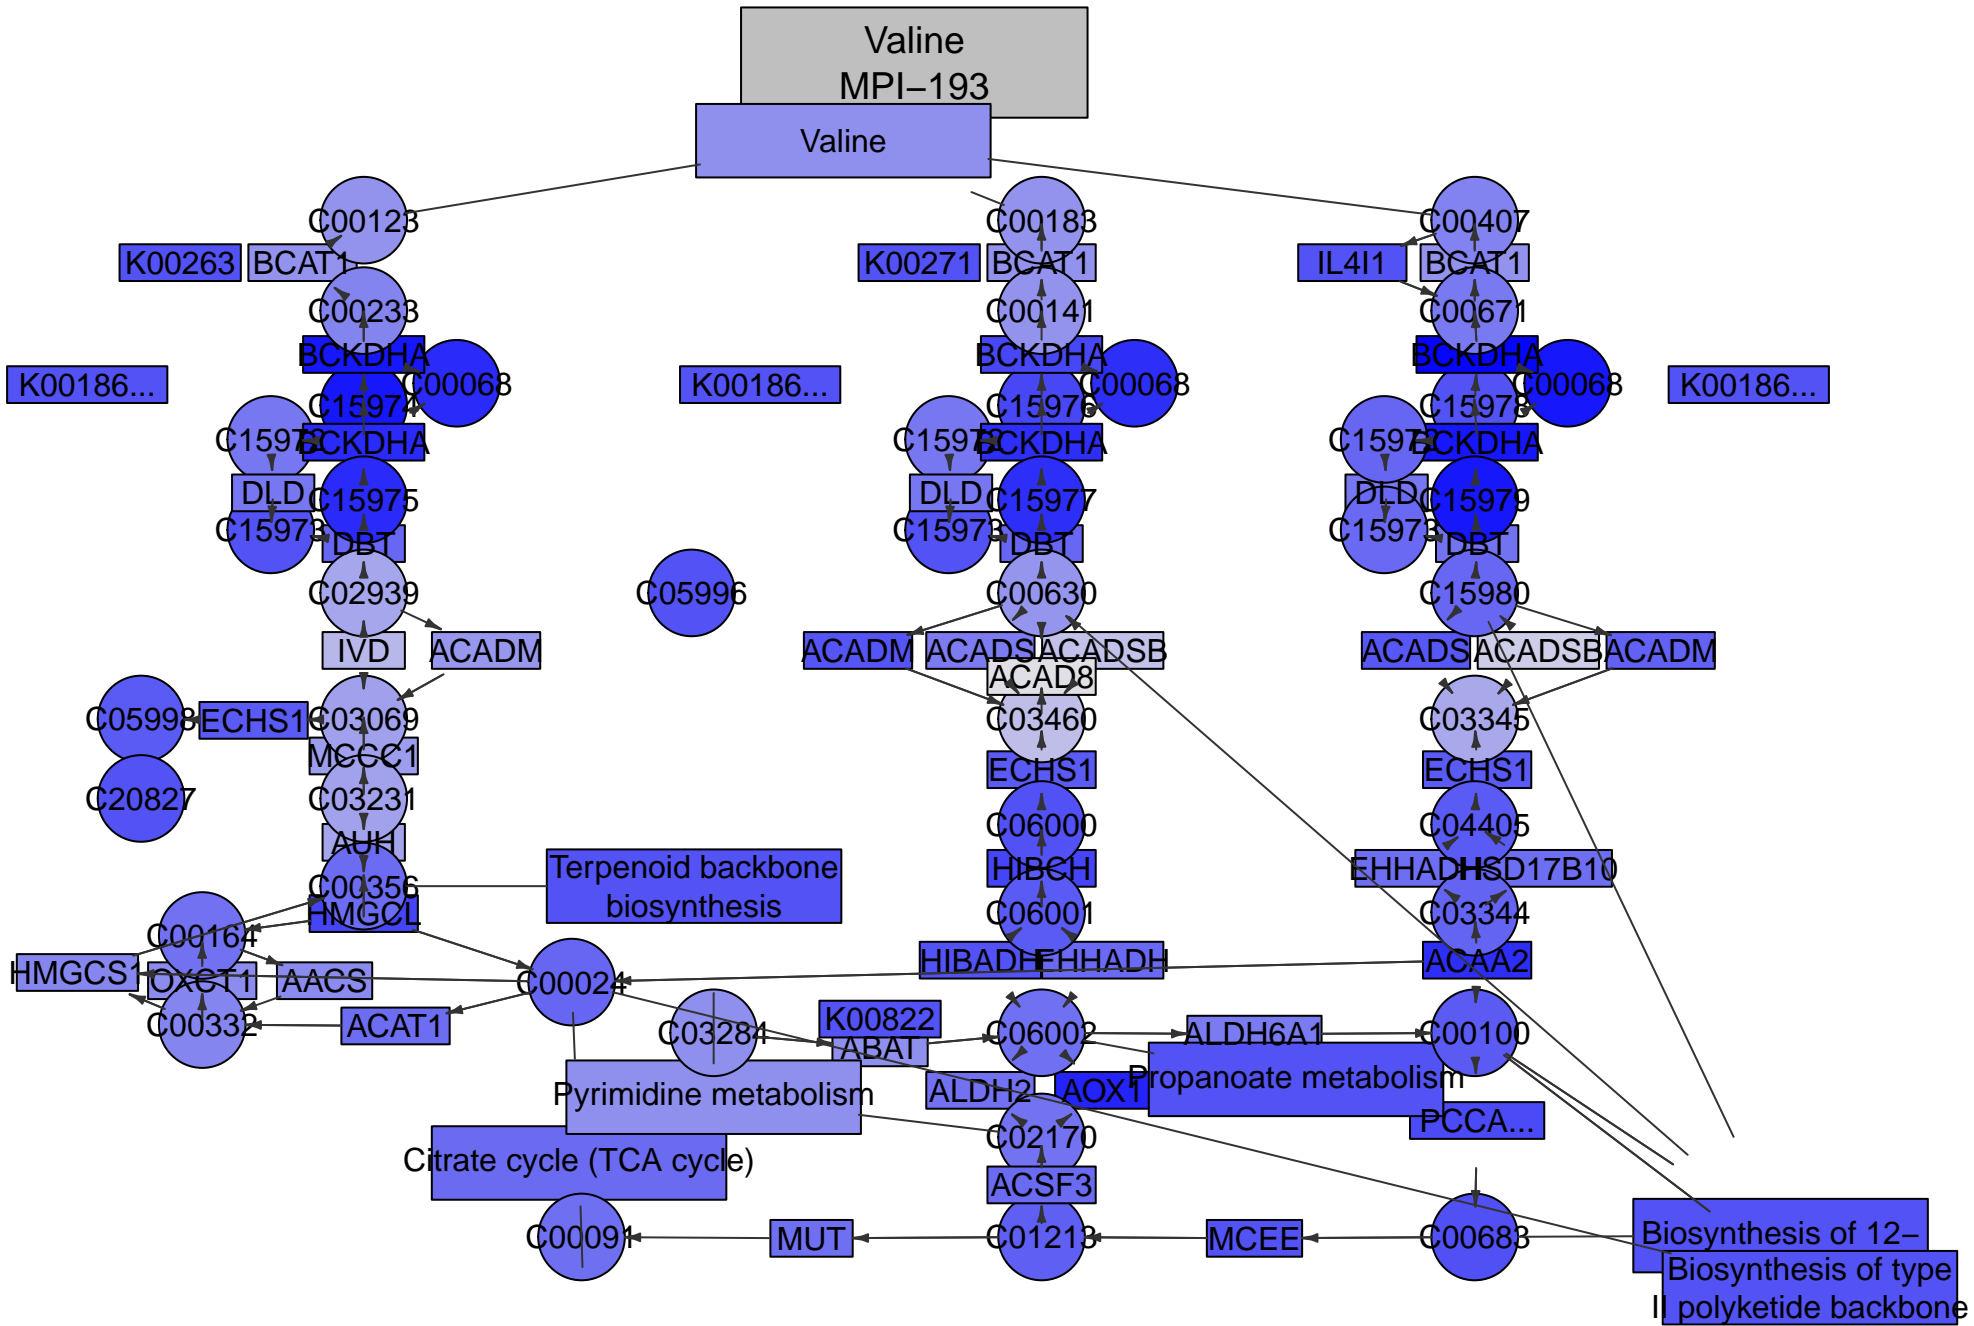 Valine
MPI–193
Valine
C00123
C00183
C00407
K00263
BCAT1
K00271
BCAT1
IL4I1
BCAT1
C00233
C00141
C00671
BCKDHA
BCKDHA
BCKDHA
K00186...
C00068
K00186...
C00068
C00068
K00186...
C15974
C15976
C15978
C15972
BCKDHA
C15972
BCKDHA
C15972
BCKDHA
DLD
C15975
DLD
C15977
DLD
C15979
C15973
DBT
C15973
DBT
C15973
DBT
C02939
C05996
C00630
C15980
IVD
ACADM
ACADM
ACADS
ACADSB
ACADS
ACADSB
ACADM
ACAD8
C05998
ECHS1
C03069
C03460
C03345
MCCC1
ECHS1
ECHS1
C20827
C03231
C06000
C04405
AUH
HIBCH
EHHADH
HSD17B10
C00356
Terpenoid backbone
biosynthesis
HMGCL
C06001
C03344
C00164
HIBADH
EHHADH
ACAA2
HMGCS1
OXCT1
AACS
C00024
C00332
ACAT1
C03284
K00822
ABAT
C06002
ALDH6A1
C00100
Pyrimidine metabolism
ALDH2
AOX1
Propanoate metabolism
PCCA...
C02170
Citrate cycle (TCA cycle)
ACSF3
C00091
MUT
C01213
MCEE
C00683
Biosynthesis of 12–
Biosynthesis of type
II polyketide backbone